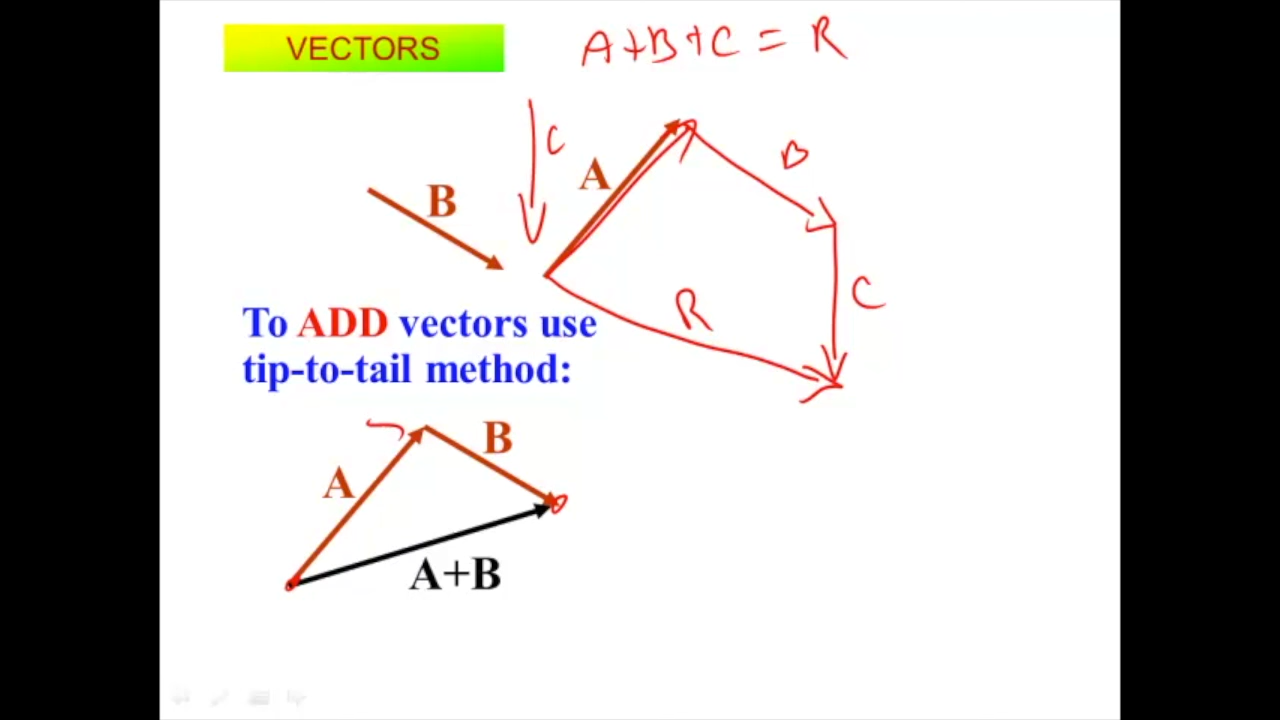 VECTORS
A+B+C = R
C
A
B
B
C
R
To ADD vectors use
tip-to-tail method:
A
B
A+B